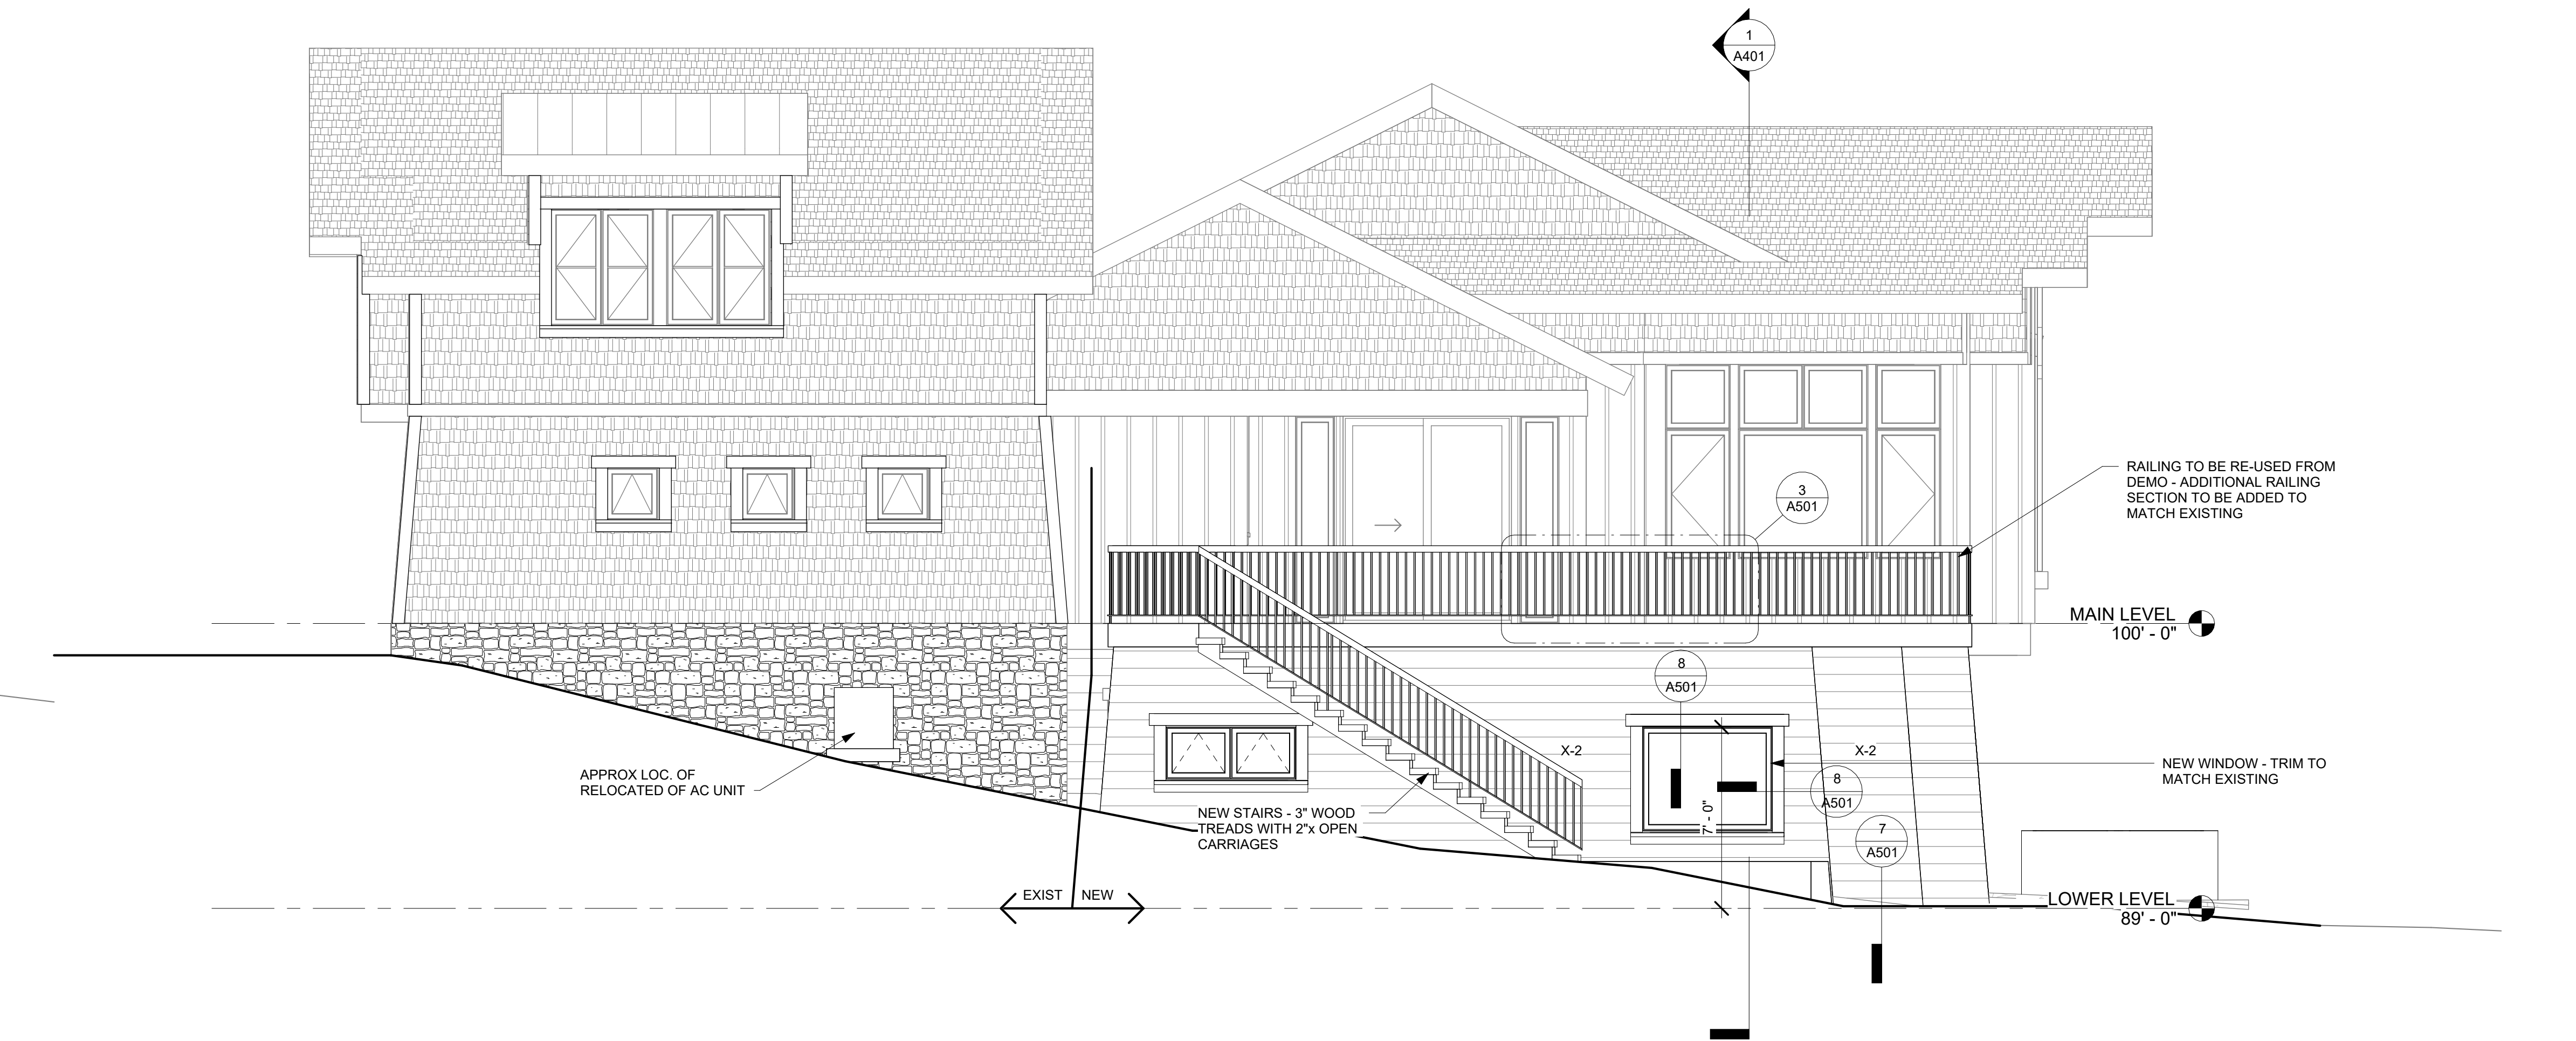 1
A401
RAILING TO BE RE-USED FROM
DEMO - ADDITIONAL RAILING
SECTION TO BE ADDED TO
MATCH EXISTING
3
A501
MAIN LEVEL
100' - 0"
8
A501
X-2
X-2
NEW WINDOW - TRIM TO
MATCH EXISTING
APPROX LOC. OF
RELOCATED OF AC UNIT
8
A501
7' - 0"
NEW STAIRS - 3" WOOD
TREADS WITH 2"x OPEN
CARRIAGES
7
A501
EXIST
NEW
LOWER LEVEL
89' - 0"